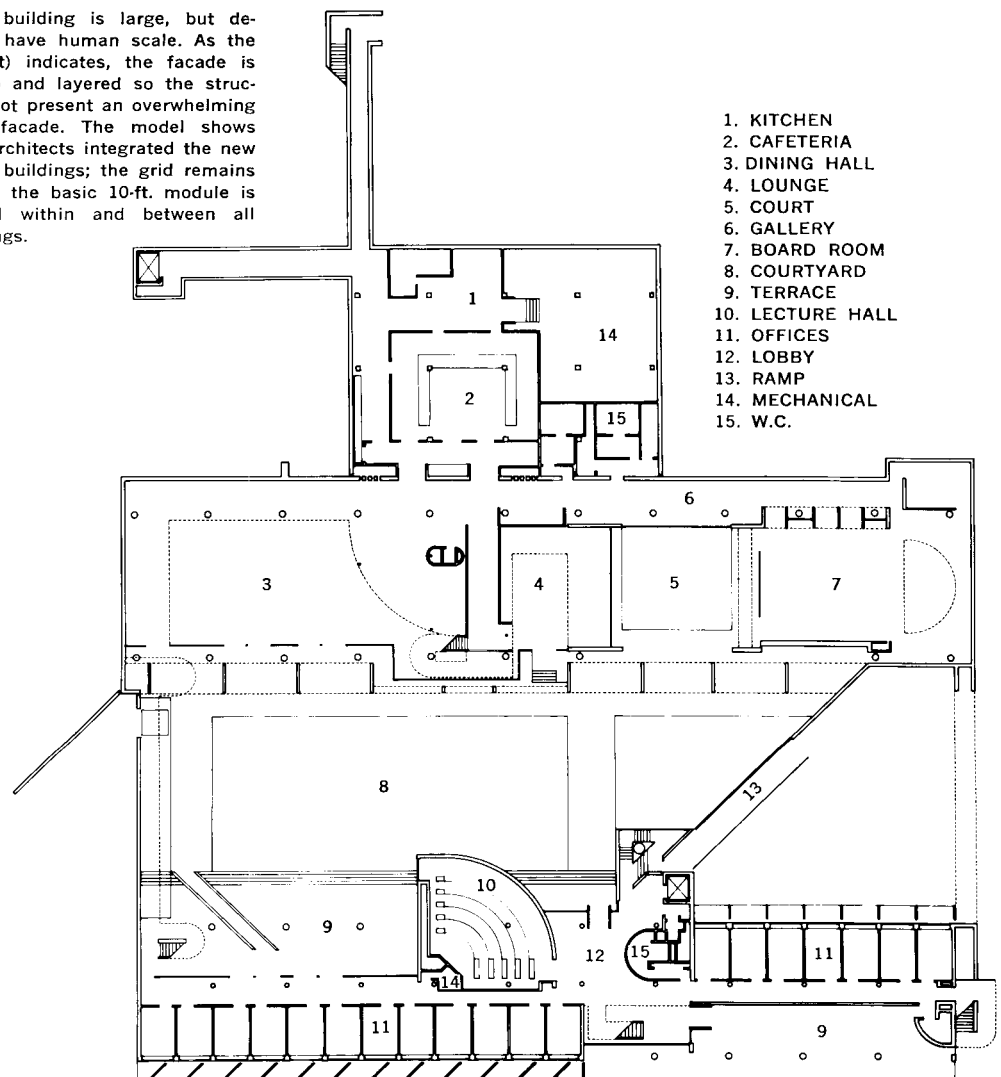 building is large, but de-
have human scale. As the
t) indicates, the facade is
and layered so the struc-
ot present an overwhelming
facade. The model shows
rchitects integrated the new
buildings; the grid remains
the basic 10-ft. module is
within and between all
gs.
1. KITCHEN
2. CAFETERIA
3. DINING HALL
4. LOUNGE
5. COURT
6. GALLERY
7. BOARD ROOM
8. COURTYARD
9. TERRACE
10. LECTURE HALL
11. OFFICES
12. LOBBY
13. RAMP
14. MECHANICAL
15. W.C.
1
14
2
15
6
3
4
5
7
8
13
10
9
12
15
11
14
11
9